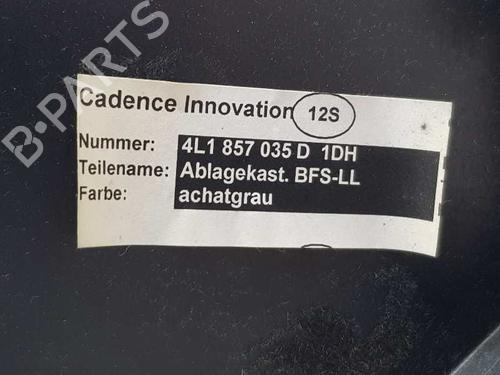 B-PARTS
Cadence Innovation 12S
Nummer: 4L1 857 035 D 1DH
Teilename: Ablagekast. BFS-LL
Farbe: achatgrau